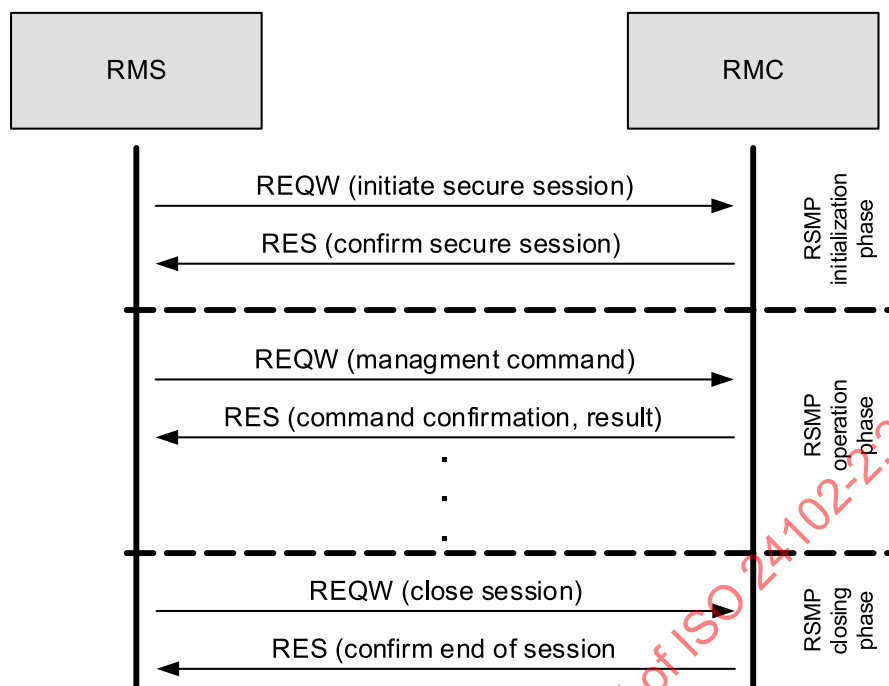 RMS
RMC
REQW (initiate secure session)
RES (confirm secure session)
RSMP
initialization
phase
REQW (managment command)
RES (command confirmation, result)
RSMP
operation
phase
.
.
.
REQW (close session)
RES (confirm end of session
RSMP
closing
phase
of ISO 24102-2: